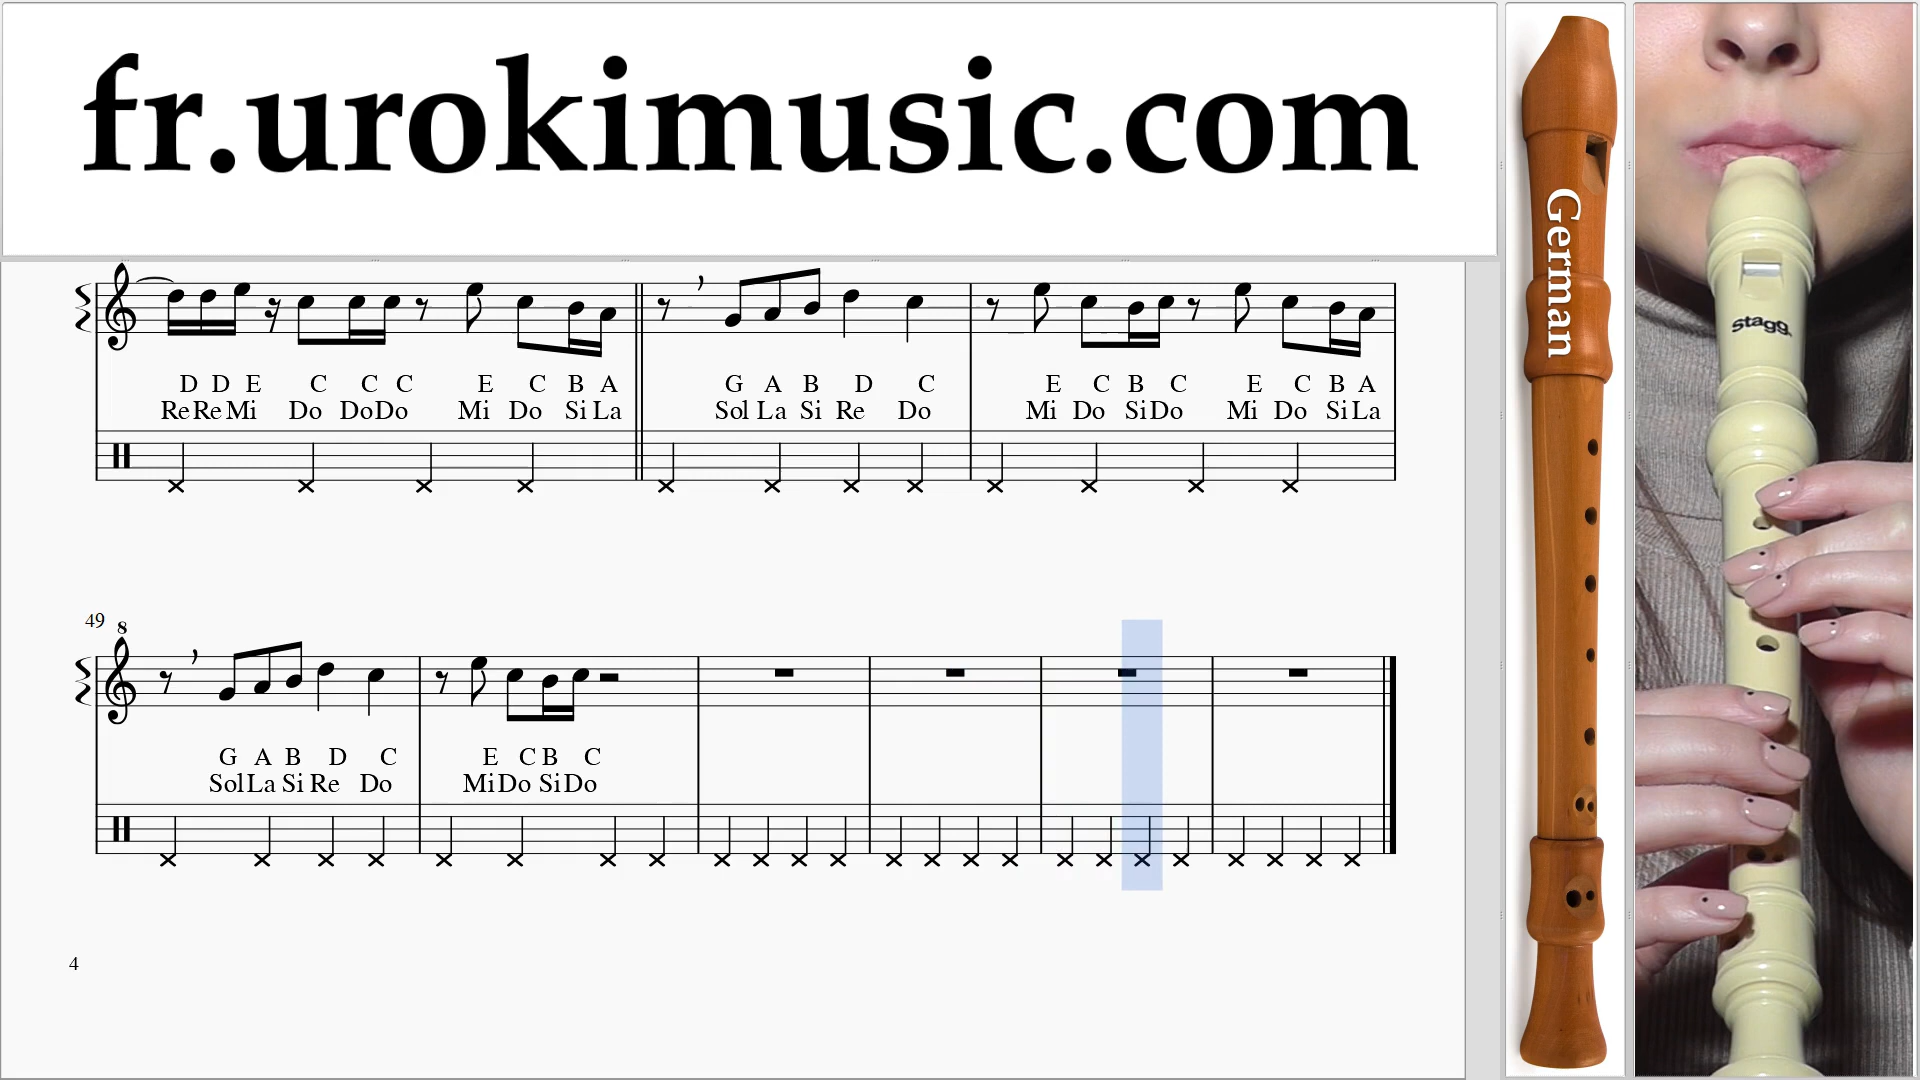 fr.urokimusic.com
D D E C C C E C B A G A B D C E C B C E C B A
Re Re Mi Do Do Do Mi Do Si La Sol La Si Re Do Mi Do Si Do Mi Do Si La
49
8
G A B D C E C B C
Sol La Si Re Do Mi Do Si Do
4
German
stagg